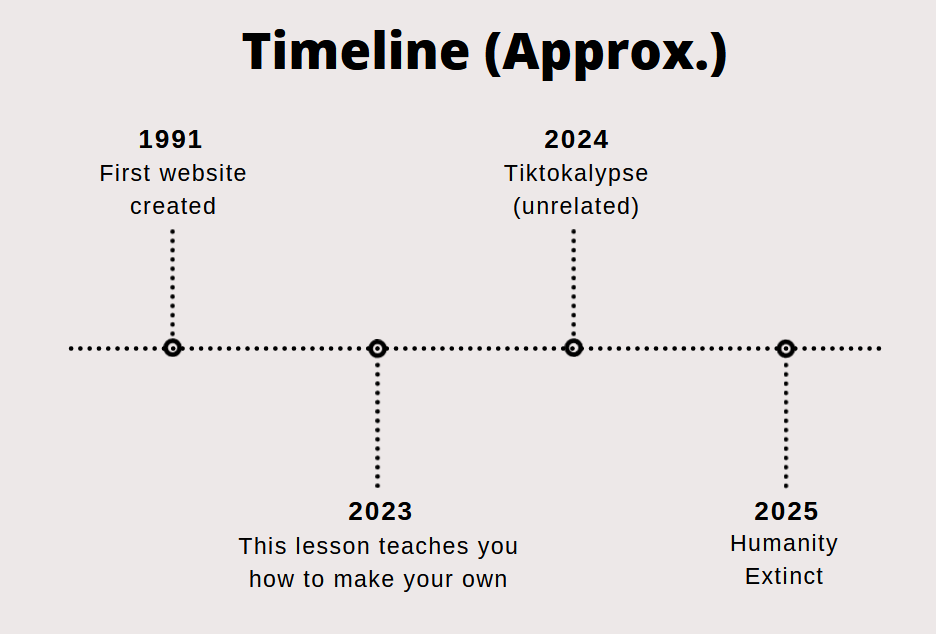 Timeline (Approx.)
1991
First website
created
2024
Tiktokalypse
(unrelated)
2023
This lesson teaches you
how to make your own
2025
Humanity
Extinct